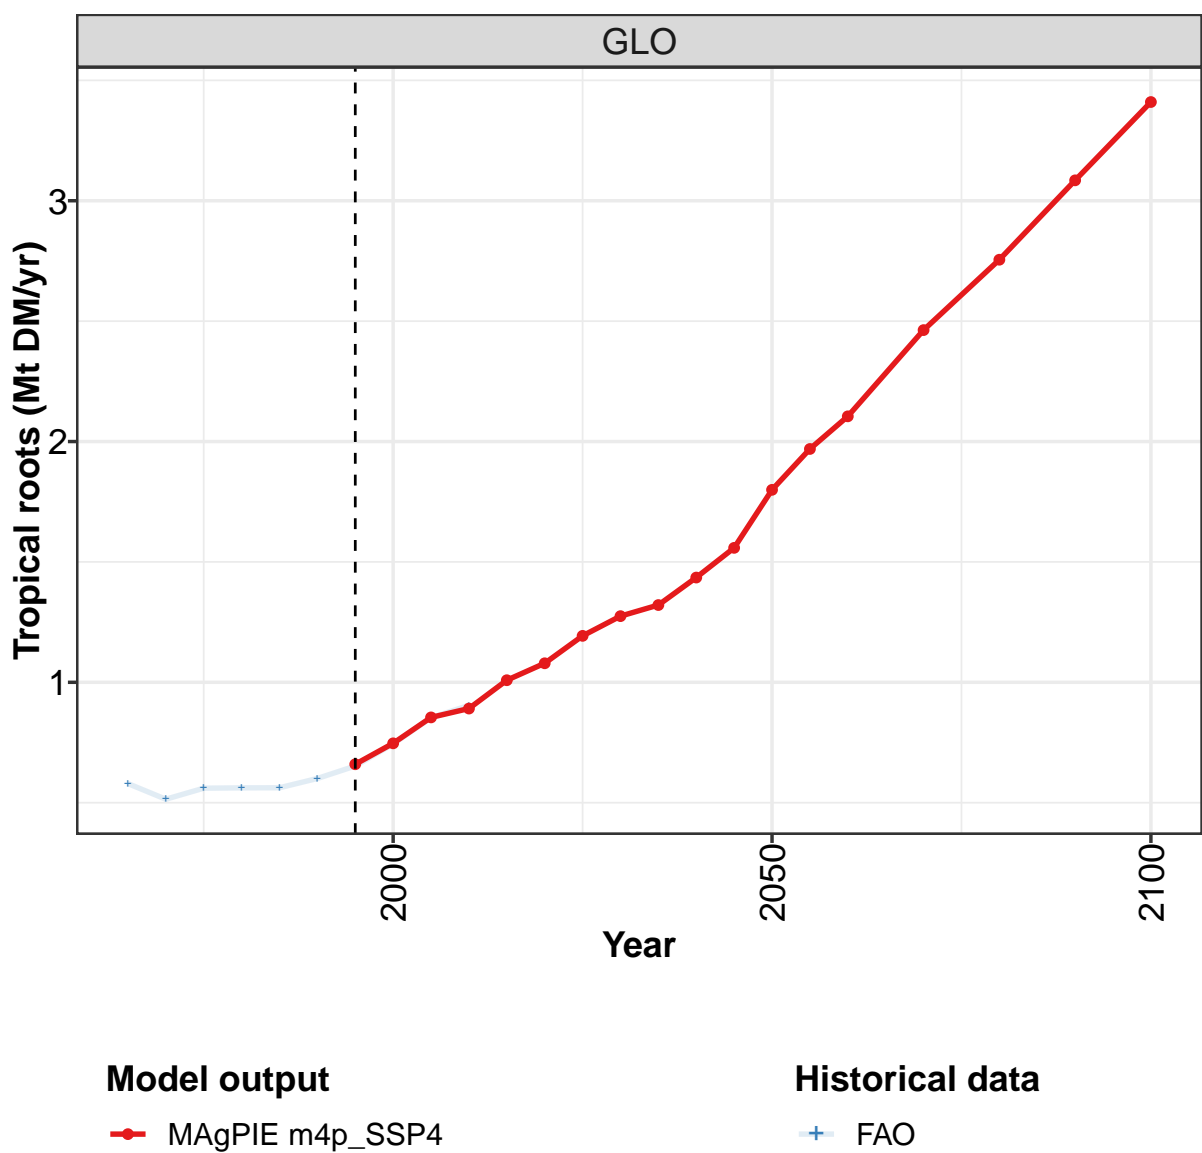 GLO
Tropical roots (Mt DM/yr)
3
2
1
2000
2050
2100
Year
Model output
Historical data
MAgPIE m4p_SSP4
FAO